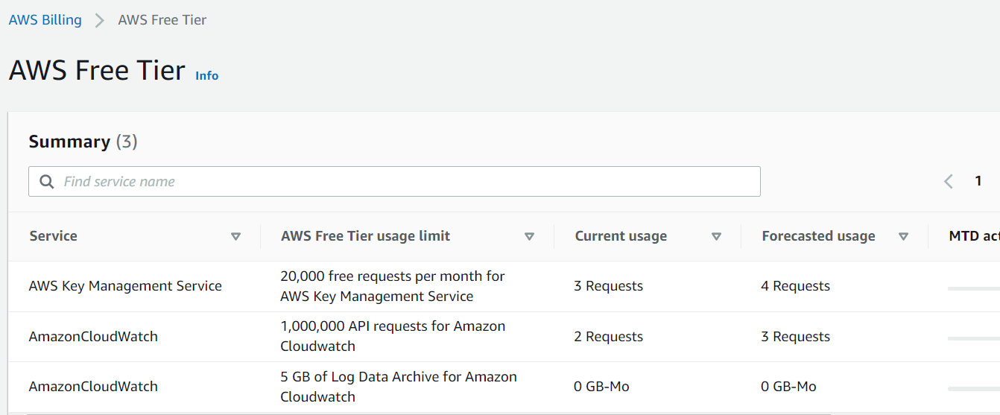 AWS Billing > AWS Free Tier
AWS Free Tier Info
Summary (3)
Find service name
1
Service AWS Free Tier usage limit Current usage Forecasted usage MTD act
AWS Key Management Service 20,000 free requests per month for 3 Requests 4 Requests
AWS Key Management Service
AmazonCloudWatch 1,000,000 API requests for Amazon 2 Requests 3 Requests
Cloudwatch
AmazonCloudWatch 5 GB of Log Data Archive for Amazon 0 GB-Mo 0 GB-Mo
Cloudwatch